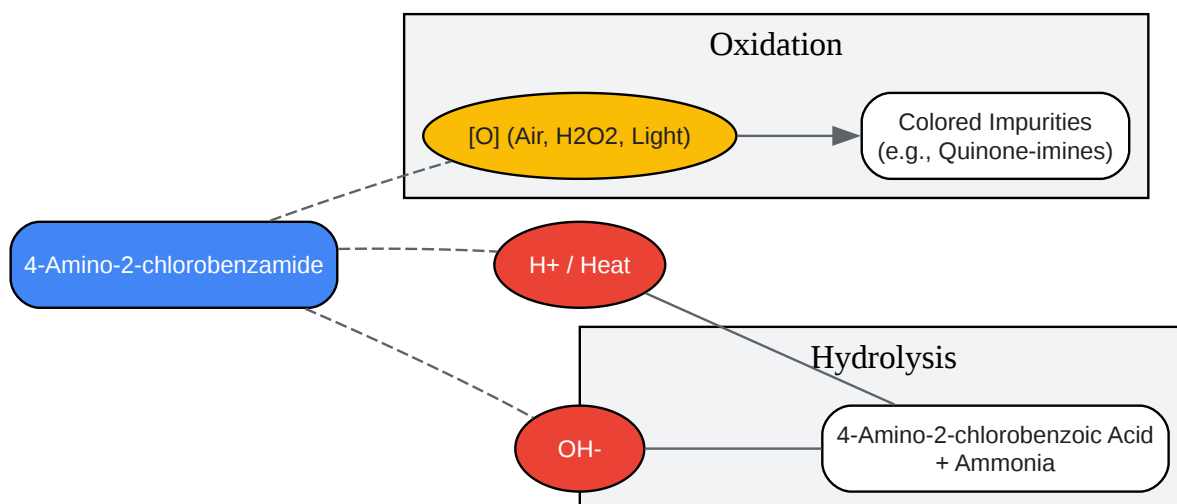 Oxidation
[O] (Air, H2O2, Light)
Colored Impurities
(e.g., Quinone-imines)
4-Amino-2-chlorobenzamide
H+ / Heat
Hydrolysis
OH-
4-Amino-2-chlorobenzoic Acid
+ Ammonia